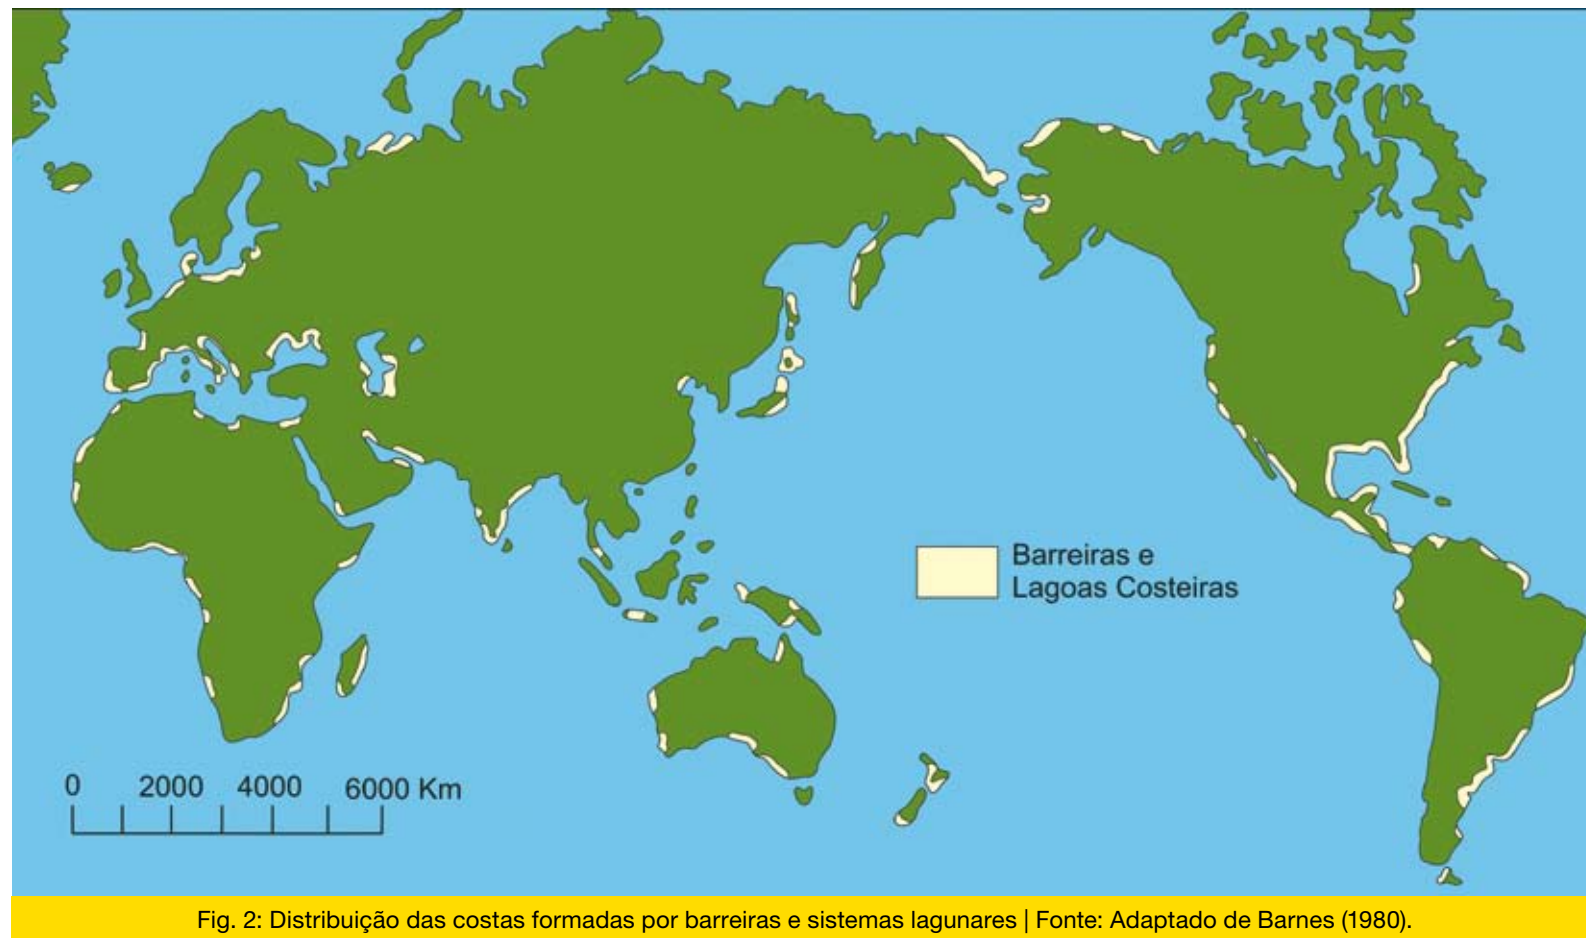 Barreiras e
Lagoas Costeiras
0 2000 4000 6000 Km
Fig. 2: Distribuição das costas formadas por barreiras e sistemas lagunares | Fonte: Adaptado de Barnes (1980).